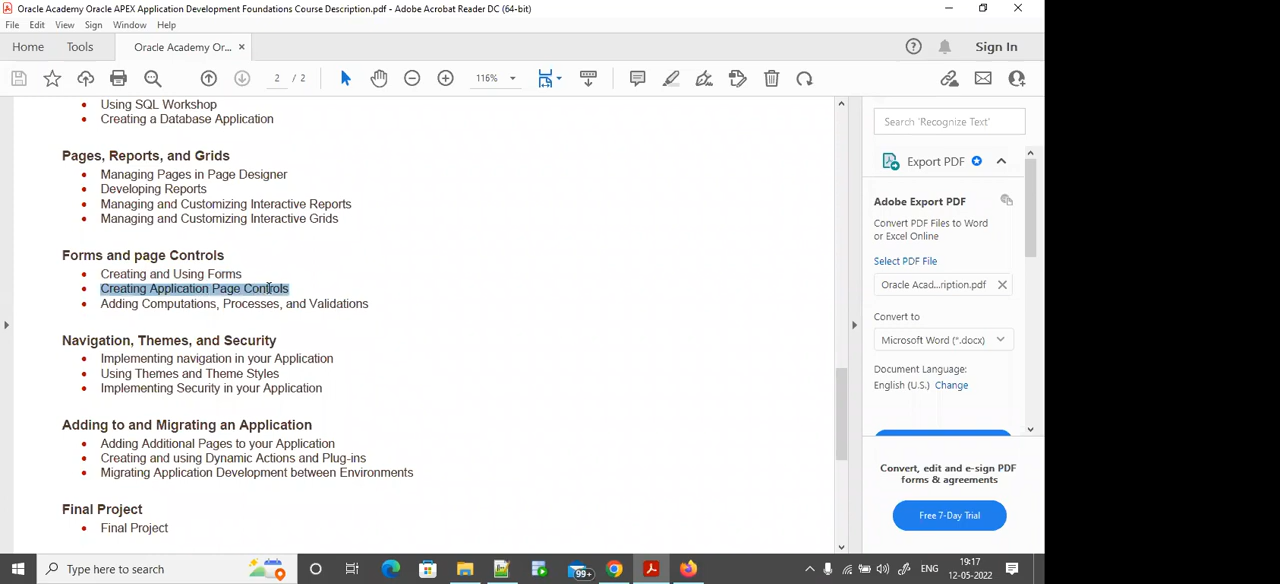 Oracle Academy Oracle APEX Application Development Foundations Course Description.pdf - Adobe Acrobat Reader DC (64-bit)
File Edit View Sign Window Help
Home Tools Oracle Academy Or... × Sign In
2 / 2 116%
Using SQL Workshop
Creating a Database Application
Pages, Reports, and Grids
Managing Pages in Page Designer
Developing Reports
Managing and Customizing Interactive Reports
Managing and Customizing Interactive Grids
Forms and page Controls
Creating and Using Forms
Creating Application Page Controls
Adding Computations, Processes, and Validations
Navigation, Themes, and Security
Implementing navigation in your Application
Using Themes and Theme Styles
Implementing Security in your Application
Adding to and Migrating an Application
Adding Additional Pages to your Application
Creating and using Dynamic Actions and Plug-ins
Migrating Application Development between Environments
Final Project
Final Project
Search 'Recognize Text'
Export PDF
Adobe Export PDF
Convert PDF Files to Word
or Excel Online
Select PDF File
Oracle Acad...ription.pdf
Convert to
Microsoft Word (*.docx)
Document Language:
English (U.S.) Change
Convert, edit and e-sign PDF
forms & agreements
Free 7-Day Trial
Type here to search
99+
ENG
19:17
12-05-2022